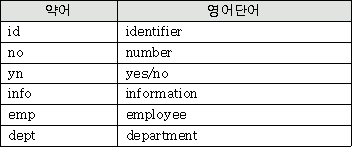 약어 영어단어
id identifier
no number
yn yes/no
info information
emp employee
dept department